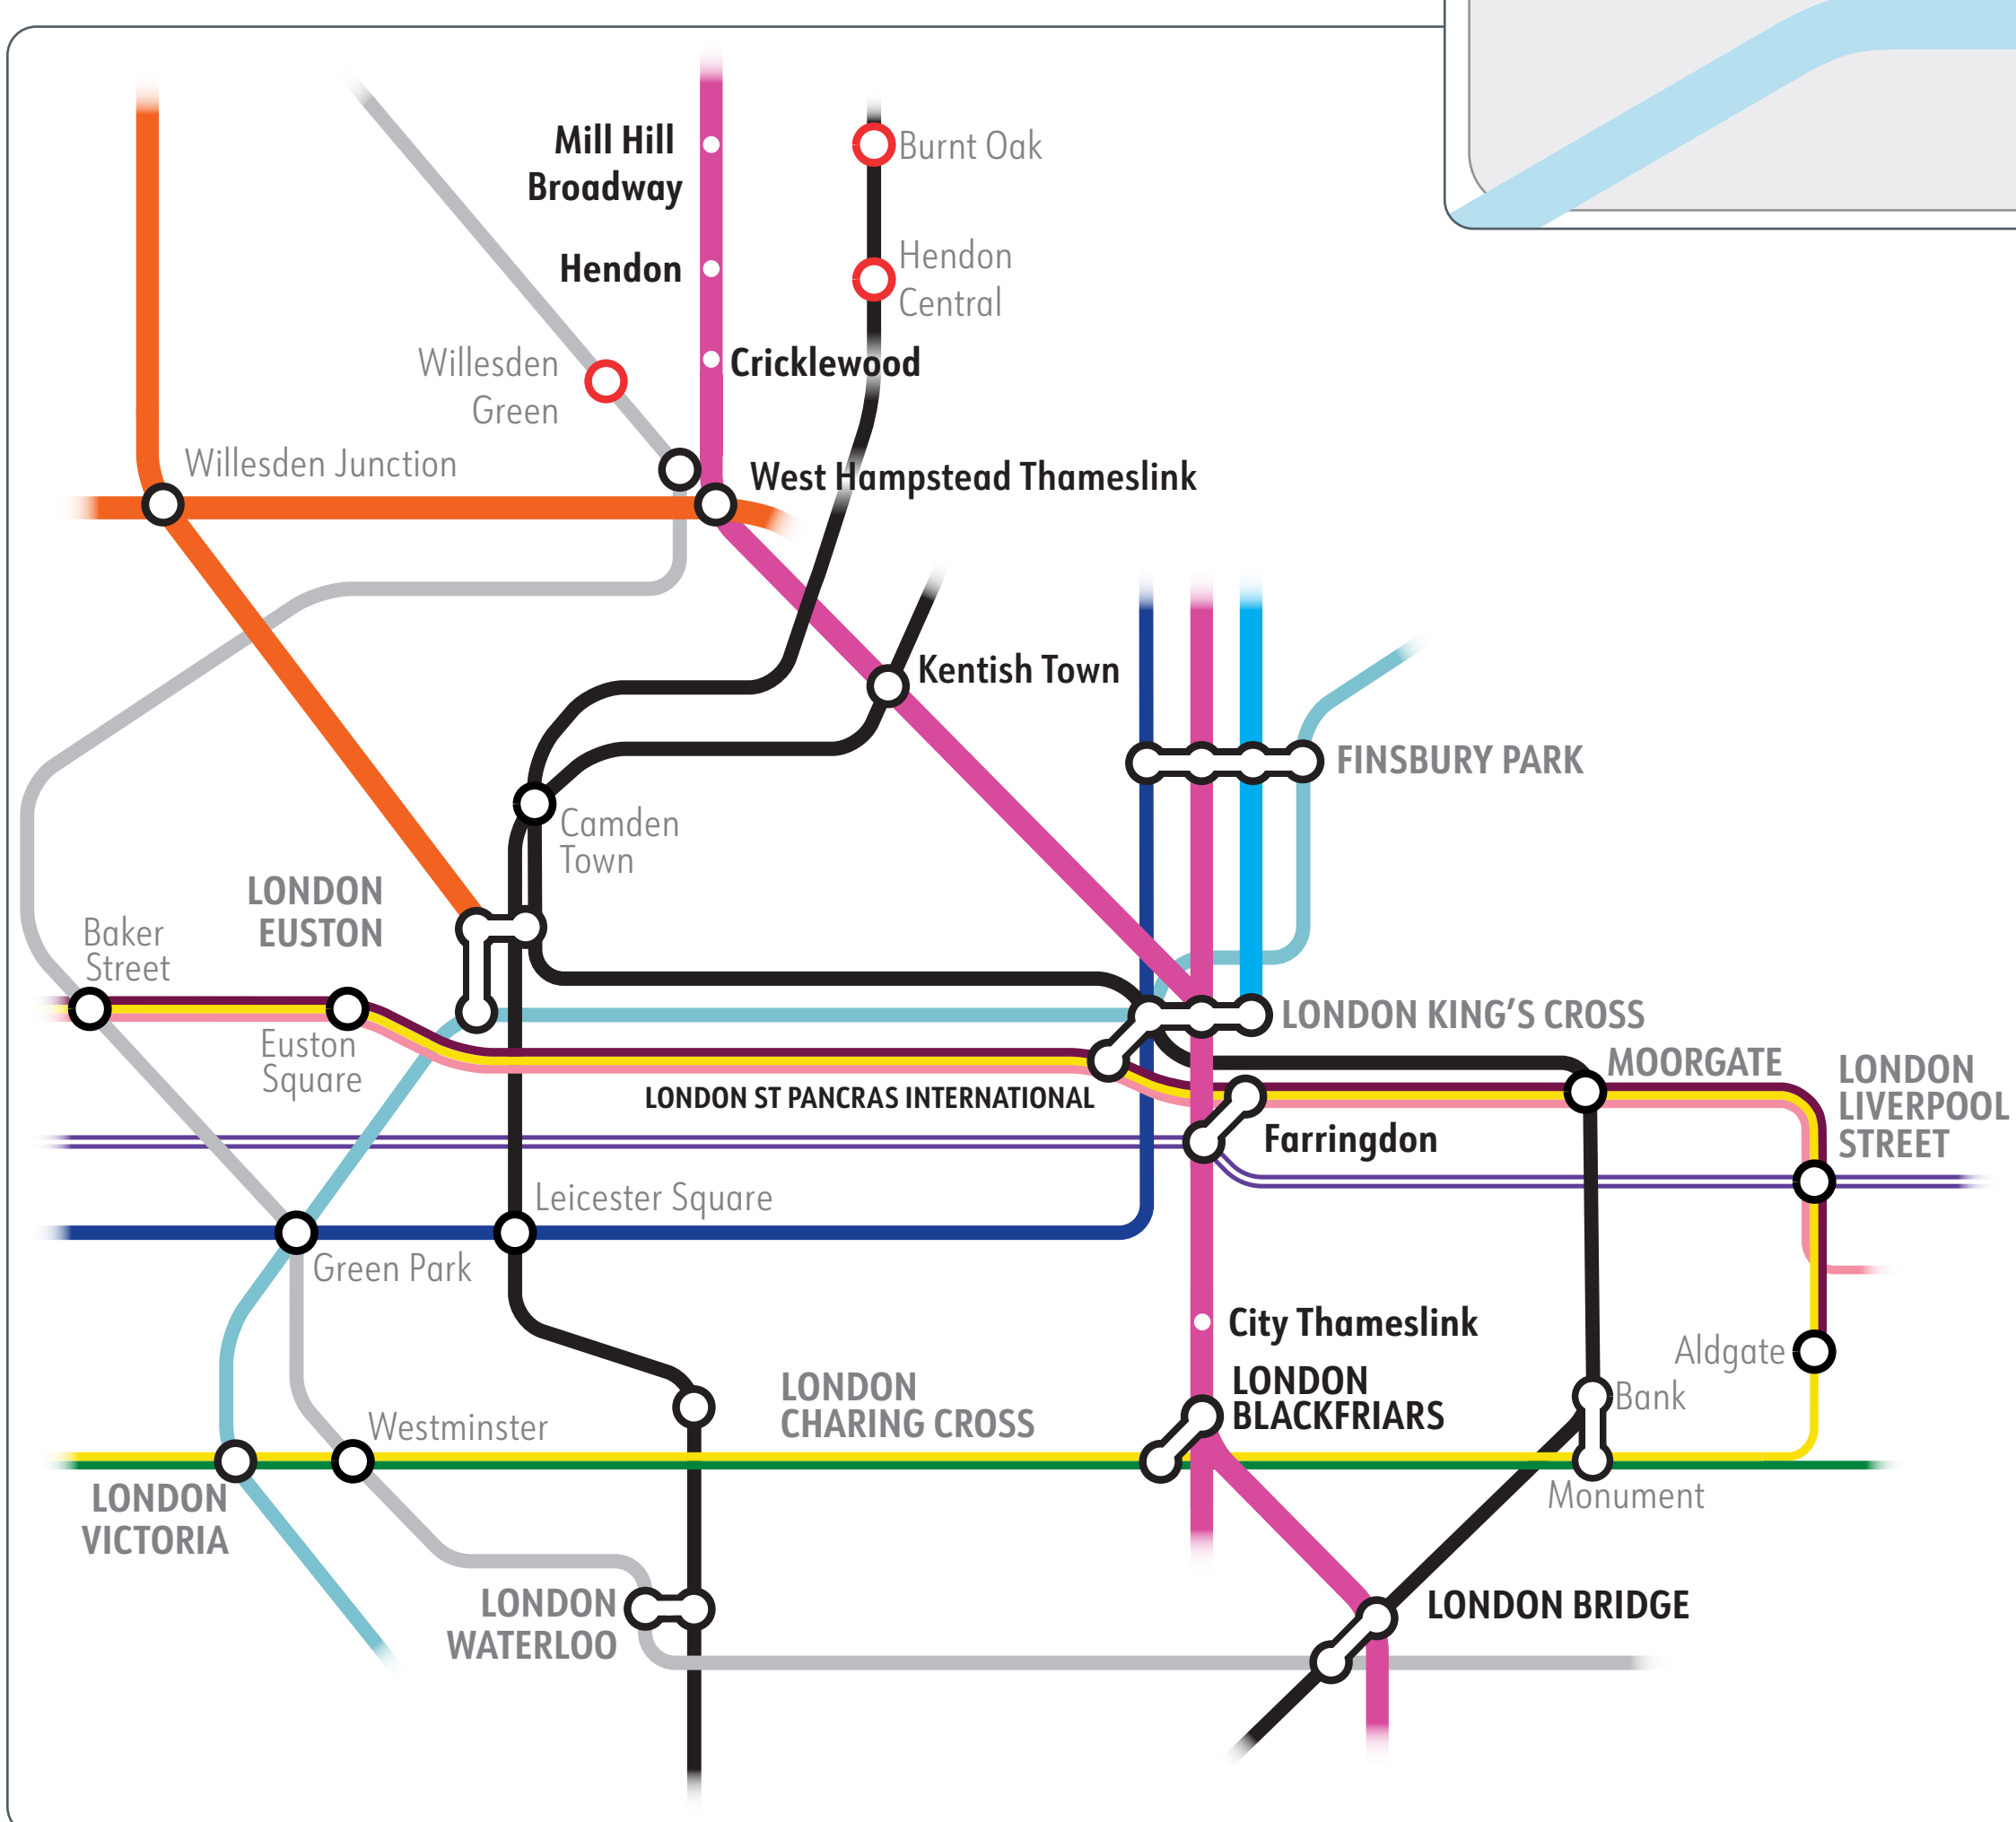 Mill Hill
Broadway
Burnt Oak
Hendon
Hendon
Central
Willesden
Green
Cricklewood
Willesden Junction
West Hampstead Thameslink
Kentish Town
FINSBURY PARK
Camden
Town
LONDON
EUSTON
Baker
Street
LONDON KING'S CROSS
Euston
Square
MOORGATE
LONDON
LIVERPOOL
STREET
LONDON ST PANCRAS INTERNATIONAL
Farringdon
Leicester Square
Green Park
City Thameslink
Aldgate
LONDON
CHARING CROSS
LONDON
BLACKFRIARS
Bank
Westminster
LONDON
VICTORIA
Monument
LONDON
WATERLOO
LONDON BRIDGE